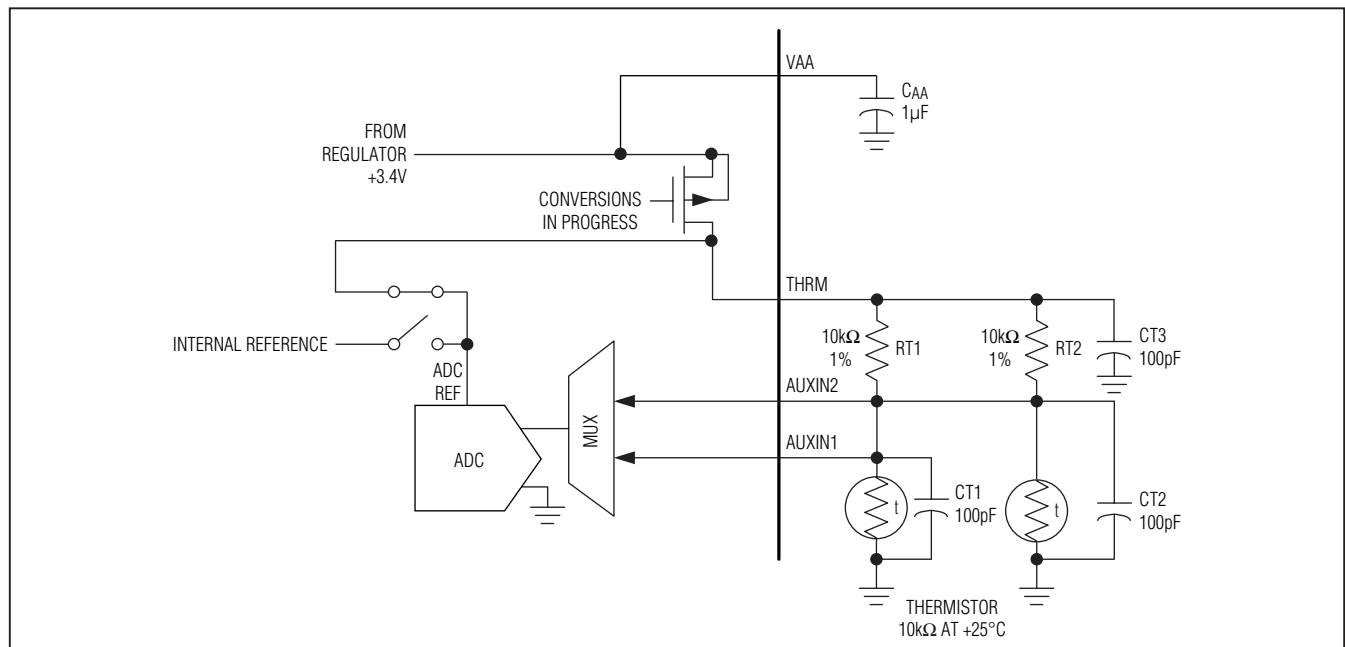 VAA
CAA
1µF
FROM
REGULATOR
+3.4V
CONVERSIONS
IN PROGRESS
THRM
INTERNAL REFERENCE
ADC
REF
10kΩ
1%
RT1
10kΩ
1%
RT2
CT3
100pF
AUXIN2
MUX
AUXIN1
ADC
t
CT1
100pF
t
CT2
100pF
THERMISTOR
10kΩ AT +25°C